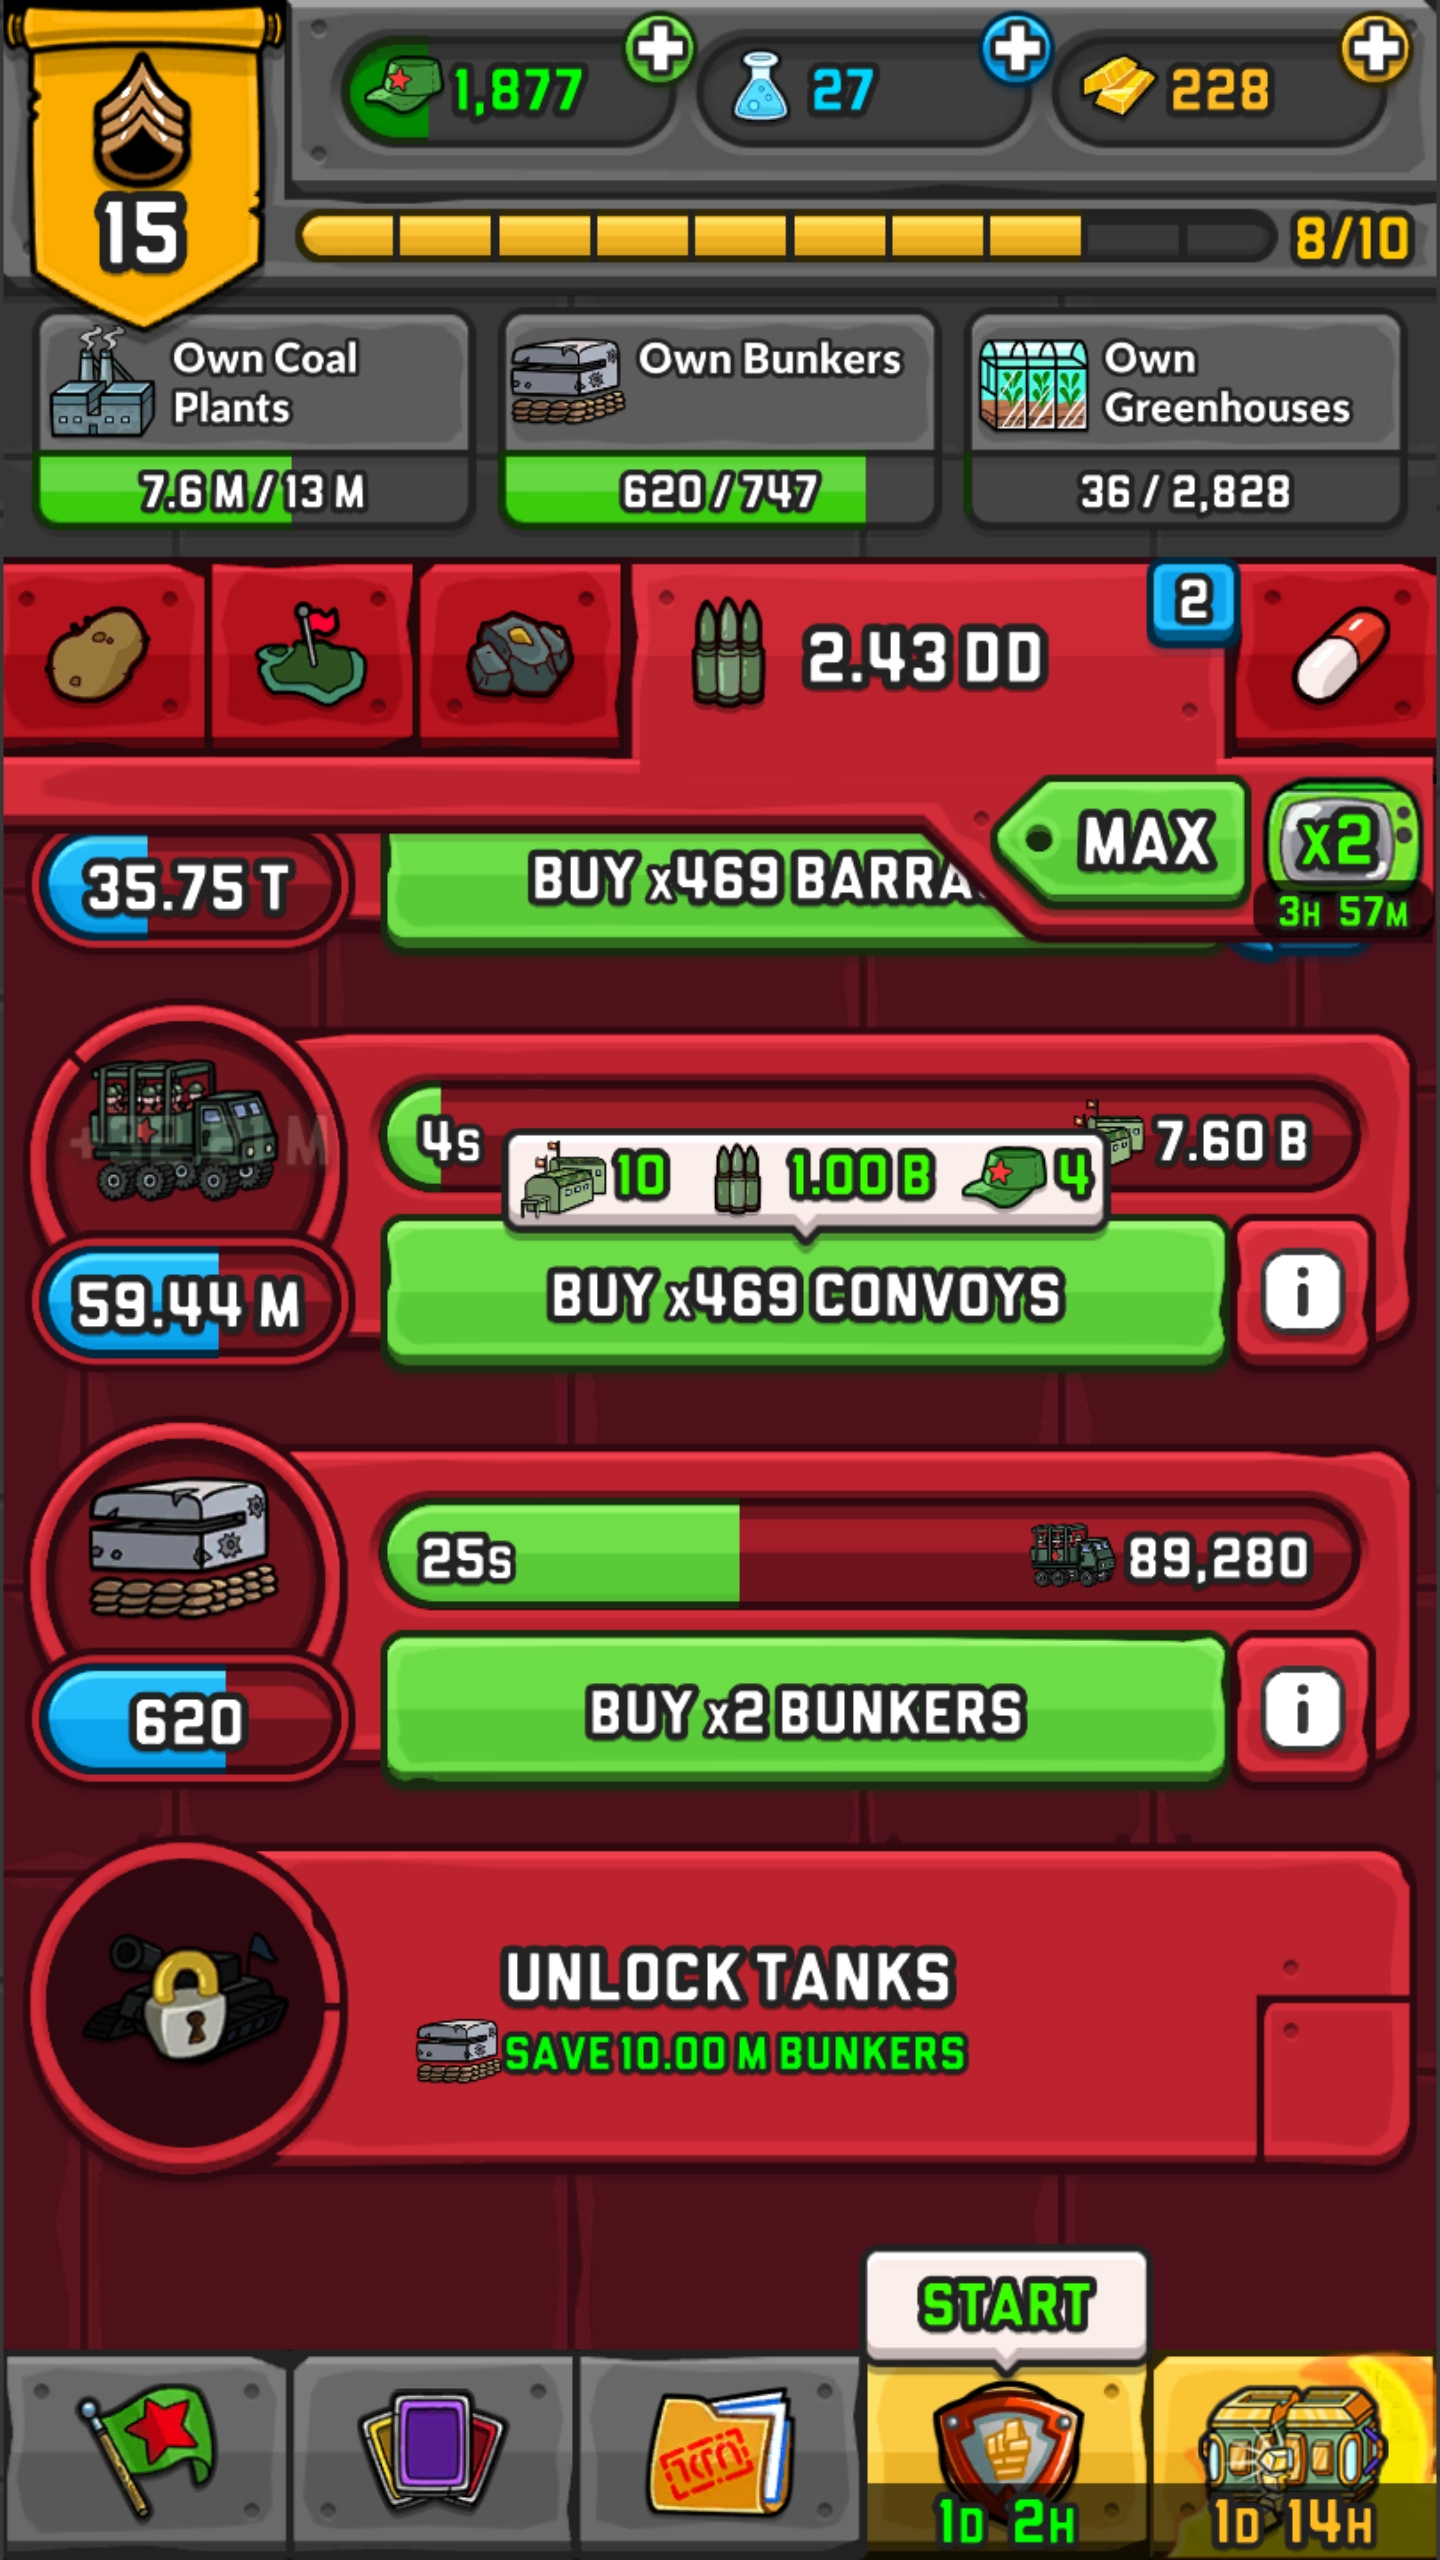 15
1,877
27
228
8/10
Own Coal
Plants
7.6 M / 13 M
Own Bunkers
620 / 747
Own
Greenhouses
36 / 2,828
2.43 DD
2
MAX
x2
3H 57M
35.75 T
BUY x469 BARRA
4s
7.60 B
10
1.00 B
4
59.44 M
BUY x469 CONVOYS
i
25s
89,280
620
BUY x2 BUNKERS
i
UNLOCK TANKS
SAVE 10.00 M BUNKERS
START
1D 2H
1D 14H